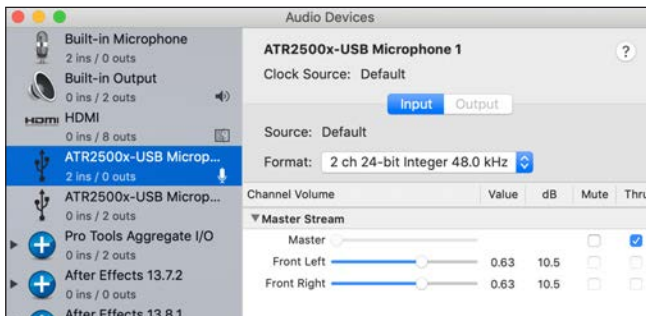 Audio Devices
Built-in Microphone
2 ins / 0 outs
Built-in Output
0 ins / 2 outs
HDMI HDMI
0 ins / 8 outs
ATR2500x-USB Microp...
2 ins / 0 outs
ATR2500x-USB Microp...
0 ins / 2 outs
Pro Tools Aggregate I/O
0 ins / 2 outs
After Effects 13.7.2
0 ins / 0 outs
After Effects 13.8.1
ATR2500x-USB Microphone 1
?
Clock Source: Default
Input Output
Source: Default
Format: 2 ch 24-bit Integer 48.0 kHz
Channel Volume Value dB Mute Thru
Master Stream
Master
Front Left 0.63 10.5
Front Right 0.63 10.5